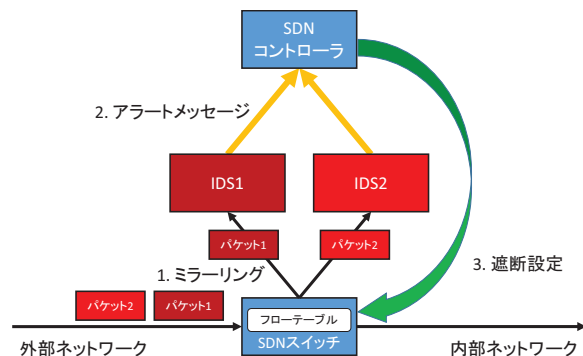 SDN
コントローラ
2. アラートメッセージ
IDS1
IDS2
パケット1
パケット2
1. ミラーリング
3. 遮断設定
パケット2
パケット1
フローテーブル
SDNスイッチ
外部ネットワーク
内部ネットワーク